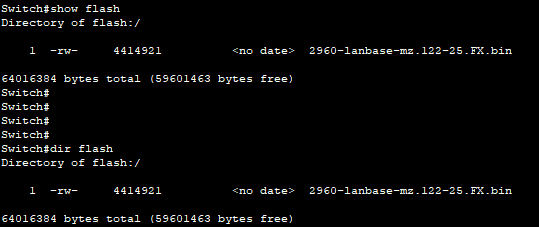 Switch#show flash
Directory of flash:/
1 -rw- 4414921 <no date> 2960-lanbase-mz.122-25.FX.bin
64016384 bytes total (59601463 bytes free)
Switch#
Switch#
Switch#
Switch#
Switch#dir flash
Directory of flash:/
1 -rw- 4414921 <no date> 2960-lanbase-mz.122-25.FX.bin
64016384 bytes total (59601463 bytes free)